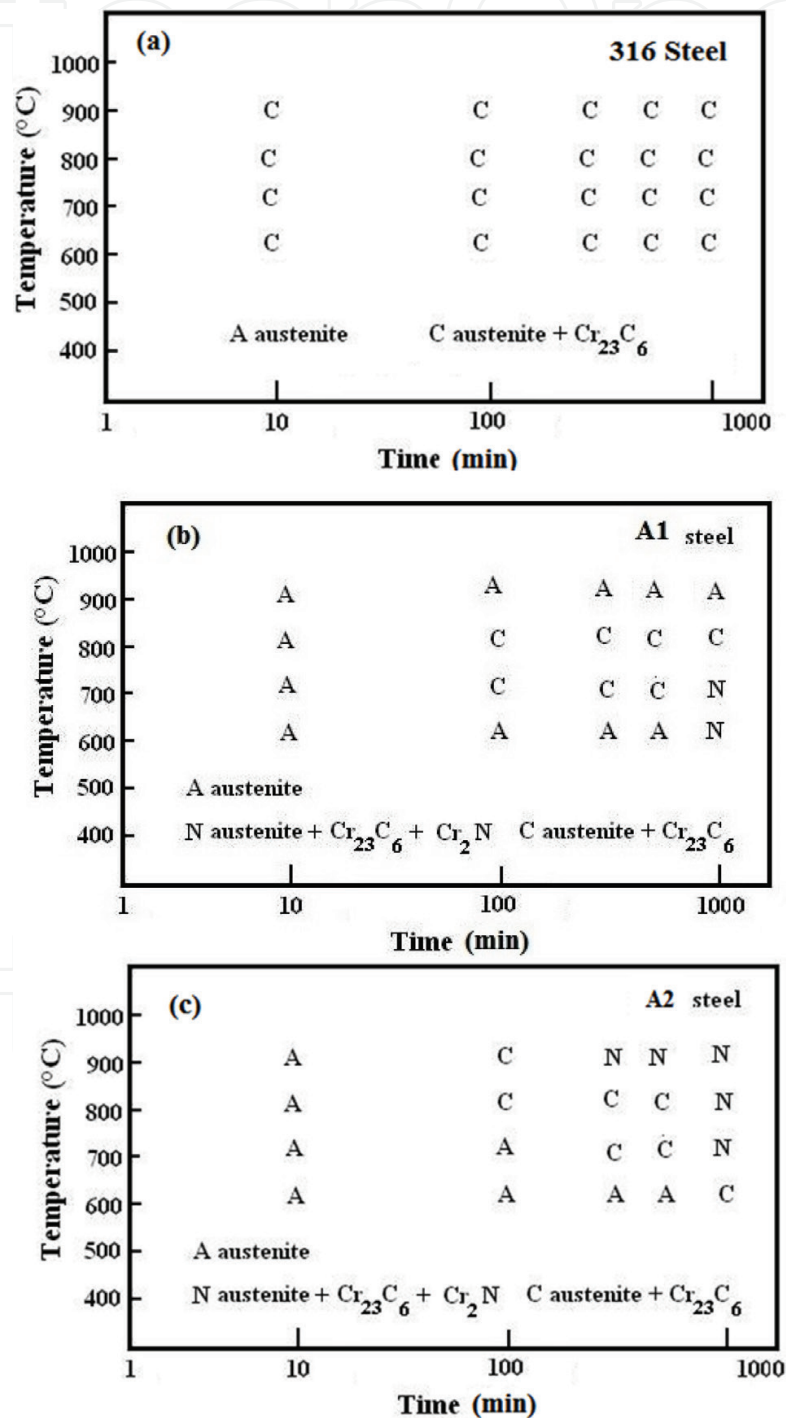 (a) 316 Steel
Temperature (°C)
1000
900 C C C C C
800 C C C C C
700 C C C C C
600 C C C C C
500
A austenite C austenite + Cr23C6
400
1 10 100 1000
Time (min)
(b) A1 steel
Temperature (°C)
1000
900 A A A A A
800 A C C C C
700 A C C C N
600 A A A A N
500 A austenite
400 N austenite + Cr23C6 + Cr2N C austenite + Cr23C6
1 10 100 1000
Time (min)
(c) A2 steel
Temperature (°C)
1000
900 A C N N N
800 A C C C N
700 A A C C N
600 A A A A C
500 A austenite
400 N austenite + Cr23C6 + Cr2N C austenite + Cr23C6
1 10 100 1000
Time (min)